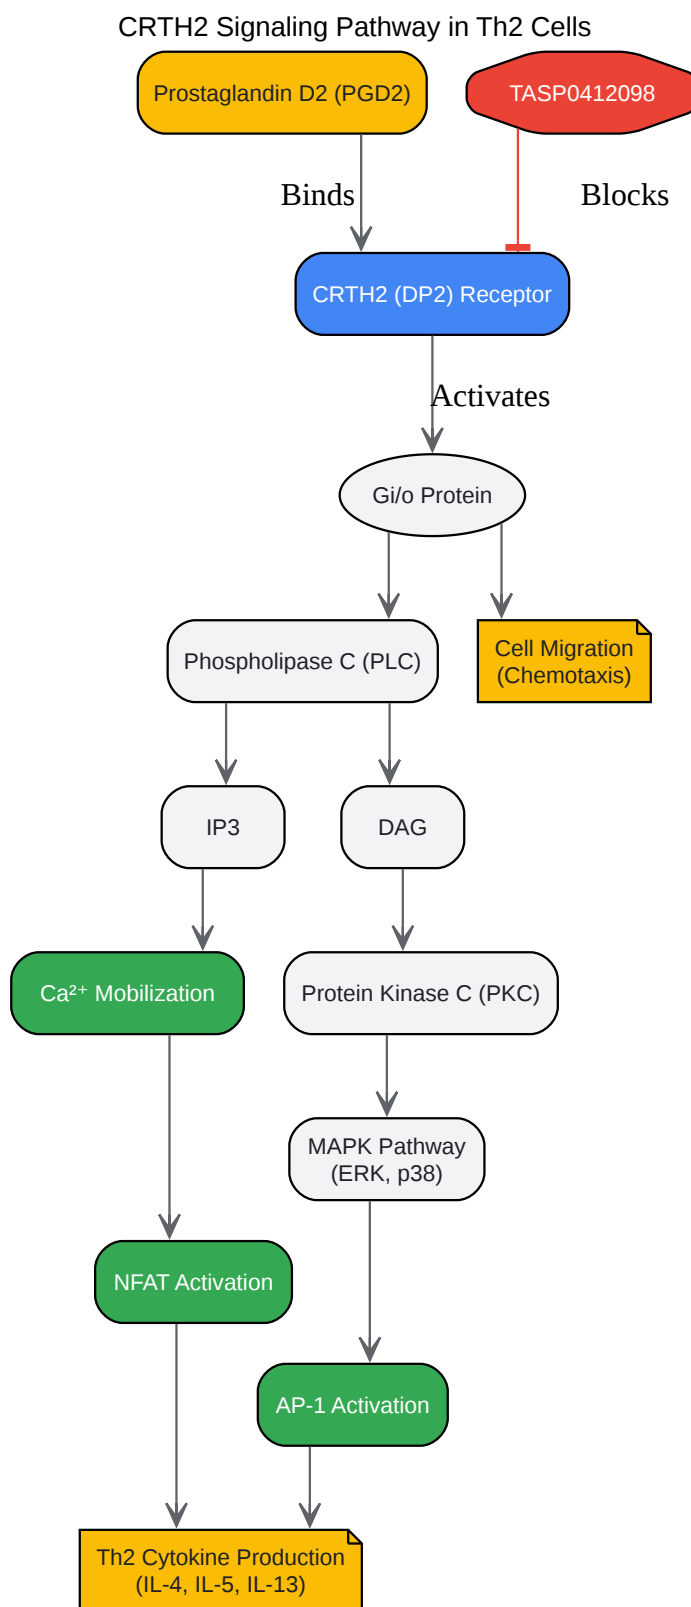 CRTH2 Signaling Pathway in Th2 Cells
Prostaglandin D2 (PGD2)
TASP0412098
Binds
Blocks
CRTH2 (DP2) Receptor
Activates
Gi/o Protein
Phospholipase C (PLC)
Cell Migration
(Chemotaxis)
IP3
DAG
Ca²⁺ Mobilization
Protein Kinase C (PKC)
MAPK Pathway
(ERK, p38)
NFAT Activation
AP-1 Activation
Th2 Cytokine Production
(IL-4, IL-5, IL-13)